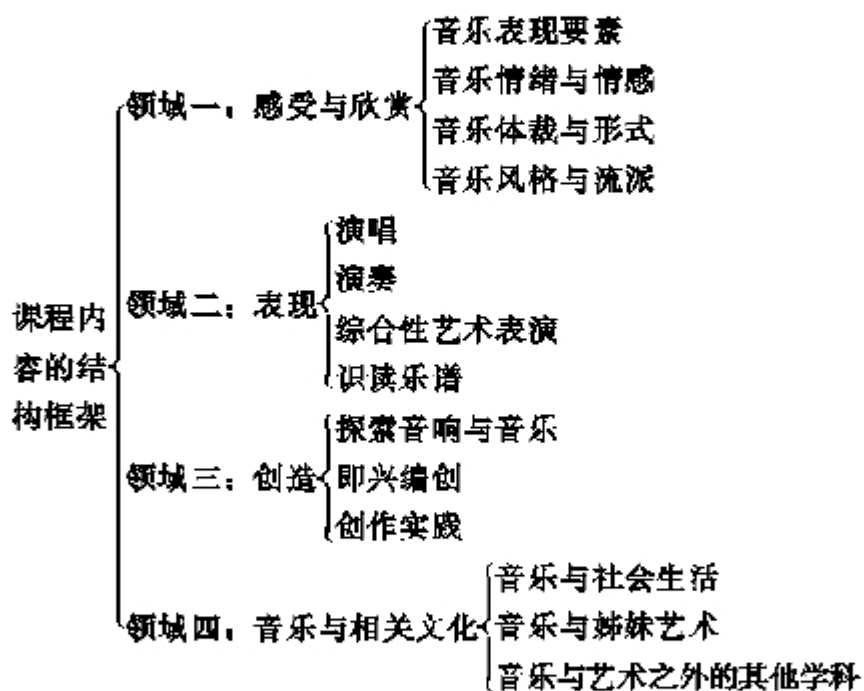 课程内
容的结
构框架
领域一：感受与欣赏
音乐表现要素
音乐情绪与情感
音乐体裁与形式
音乐风格与流派
领域二：表现
演唱
演奏
综合性艺术表演
识读乐谱
领域三：创造
探索音响与音乐
即兴编创
创作实践
领域四：音乐与相关文化
音乐与社会生活
音乐与姊妹艺术
音乐与艺术之外的其他学科